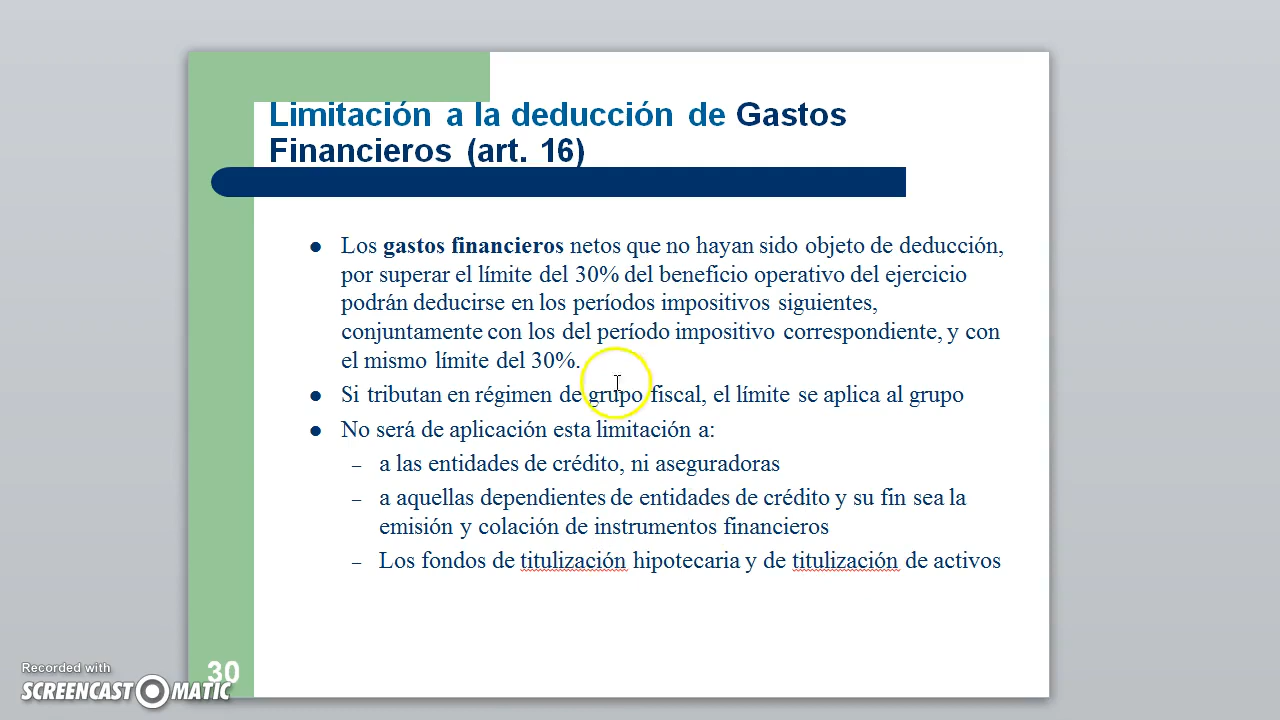 Limitación a la deducción de Gastos
Financieros (art. 16)
● Los gastos financieros netos que no hayan sido objeto de deducción,
por superar el límite del 30% del beneficio operativo del ejercicio
podrán deducirse en los períodos impositivos siguientes,
conjuntamente con los del período impositivo correspondiente, y con
el mismo límite del 30%.
● Si tributan en régimen de grupo fiscal, el límite se aplica al grupo
● No será de aplicación esta limitación a:
– a las entidades de crédito, ni aseguradoras
– a aquellas dependientes de entidades de crédito y su fin sea la
emisión y colación de instrumentos financieros
– Los fondos de titulización hipotecaria y de titulización de activos
30
Recorded with
SCREENCAST MATIC